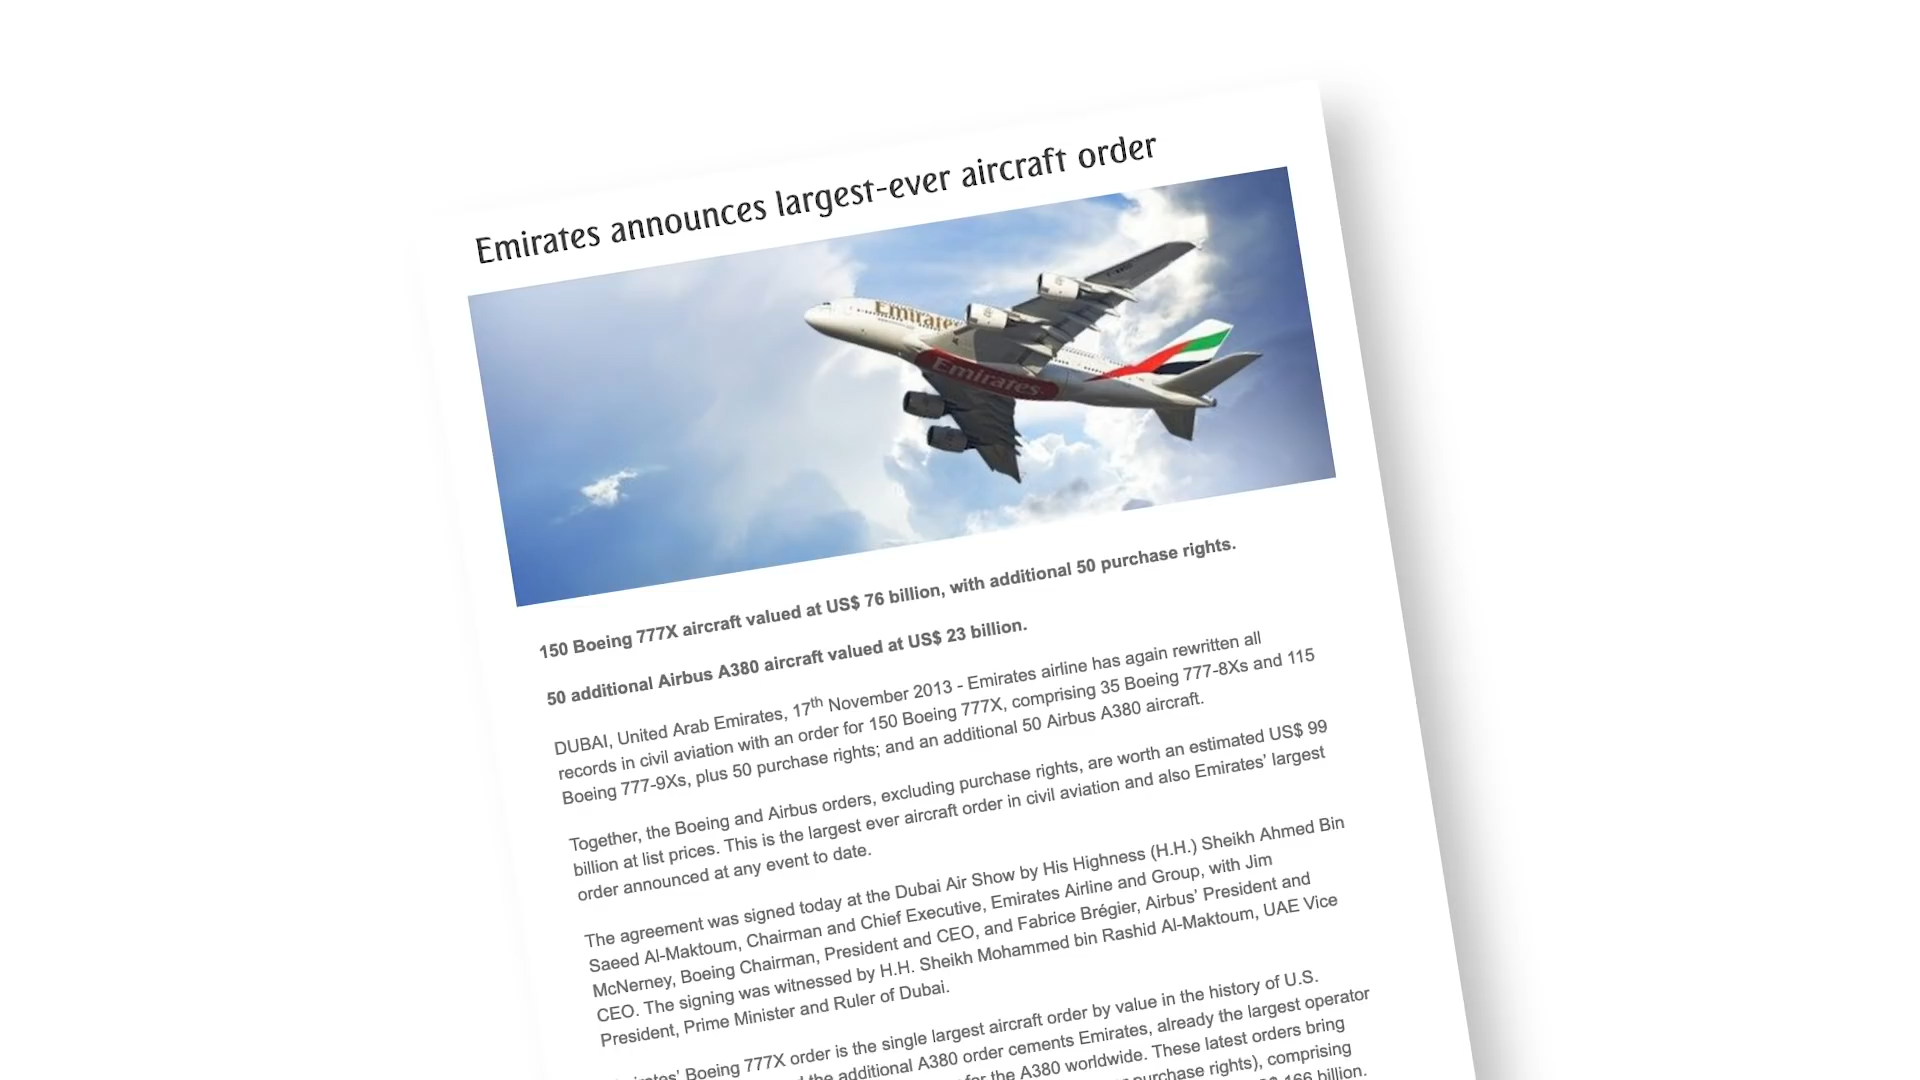 Emirates announces largest-ever aircraft order
Emirates
Emirates
150 Boeing 777X aircraft valued at US$ 76 billion, with additional 50 purchase rights.
50 additional Airbus A380 aircraft valued at US$ 23 billion.
DUBAI, United Arab Emirates, 17th November 2013 - Emirates airline has again rewritten all
records in civil aviation with an order for 150 Boeing 777X, comprising 35 Boeing 777-8Xs and 115
Boeing 777-9Xs, plus 50 purchase rights; and an additional 50 Airbus A380 aircraft.
Together, the Boeing and Airbus orders, excluding purchase rights, are worth an estimated US$ 99
billion at list prices. This is the largest ever aircraft order in civil aviation and also Emirates’ largest
order announced at any event to date.
The agreement was signed today at the Dubai Air Show by His Highness (H.H.) Sheikh Ahmed Bin
Saeed Al-Maktoum, Chairman and Chief Executive, Emirates Airline and Group, with Jim
McNerney, Boeing Chairman, President and CEO, and Fabrice Brégier, Airbus’ President and
CEO. The signing was witnessed by H.H. Sheikh Mohammed bin Rashid Al-Maktoum, UAE Vice
President, Prime Minister and Ruler of Dubai.
Boeing 777X order is the single largest aircraft order by value in the history of U.S.
the additional A380 order cements Emirates, already the largest operator
for the A380 worldwide. These latest orders bring
purchase rights), comprising
166 billion.